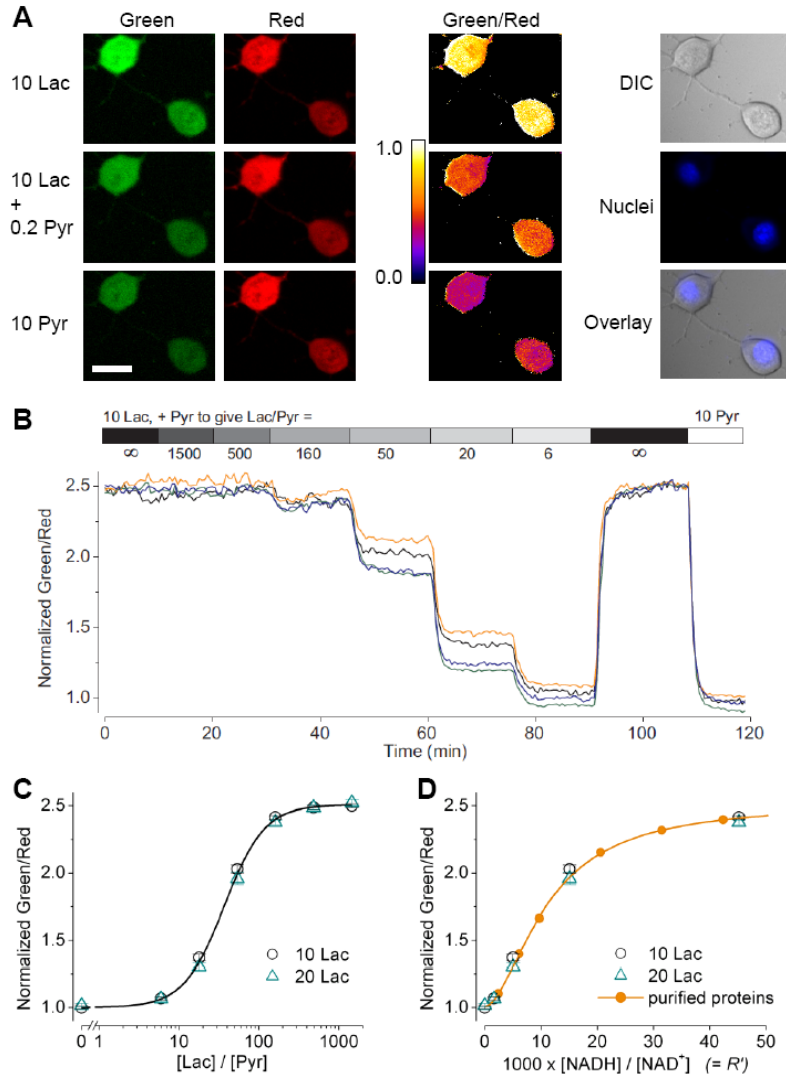 A
Green
Red
Green/Red
10 Lac
DIC
1.0
10 Lac
+
0.2 Pyr
Nuclei
0.0
10 Pyr
Overlay
B
10 Lac, + Pyr to give Lac/Pyr =
10 Pyr
∞ 1500 500 160 50 20 6 ∞
Normalized Green/Red
2.5
2.0
1.5
1.0
0 20 40 60 80 100 120
Time (min)
C
Normalized Green/Red
2.5
2.0
1.5
1.0
10 Lac
20 Lac
0 1 10 100 1000
[Lac] / [Pyr]
D
Normalized Green/Red
2.5
2.0
1.5
1.0
10 Lac
20 Lac
purified proteins
0 10 20 30 40 50
1000 x [NADH] / [NAD⁺] (= R')